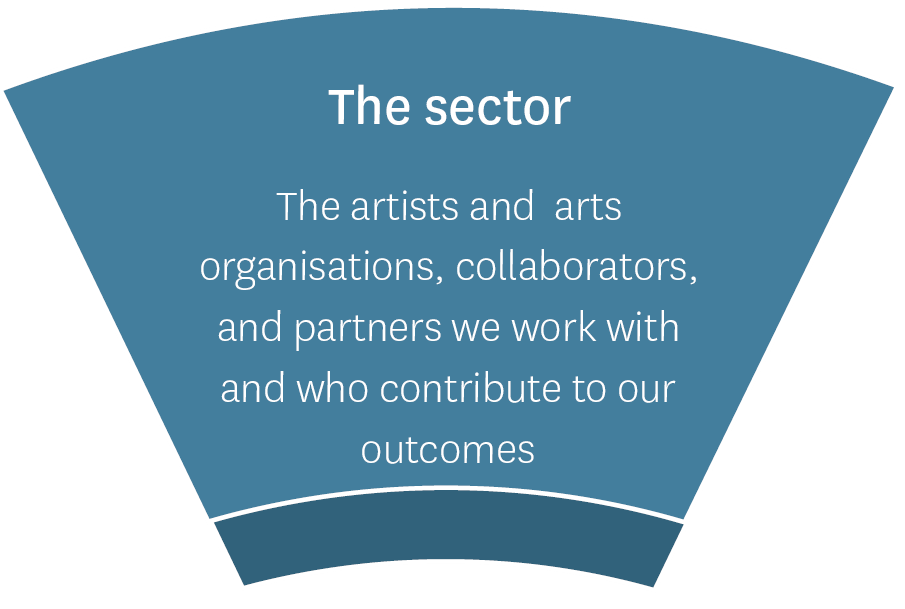 The sector
The artists and arts
organisations, collaborators,
and partners we work with
and who contribute to our
outcomes